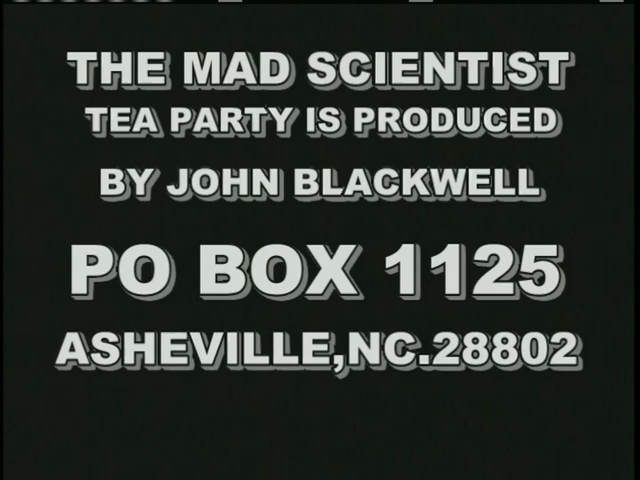 THE MAD SCIENTIST
TEA PARTY IS PRODUCED
BY JOHN BLACKWELL
PO BOX 1125
ASHEVILLE,NC.28802